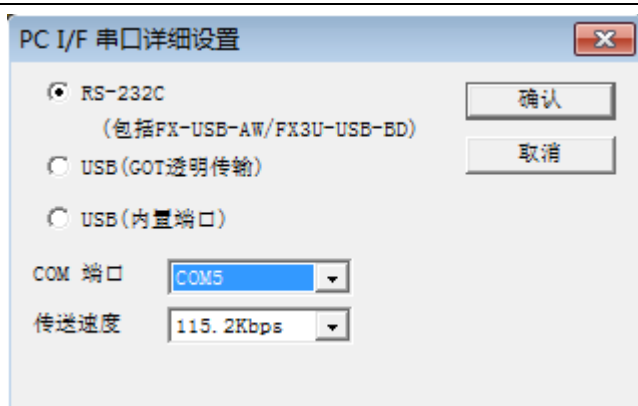 PC I/F 串口详细设置
RS-232C
(包括FX-USB-AW/FX3U-USB-BD)
USB(GOT透明传输)
USB(内置端口)
确认
取消
COM 端口
COM5
传送速度
115.2Kbps